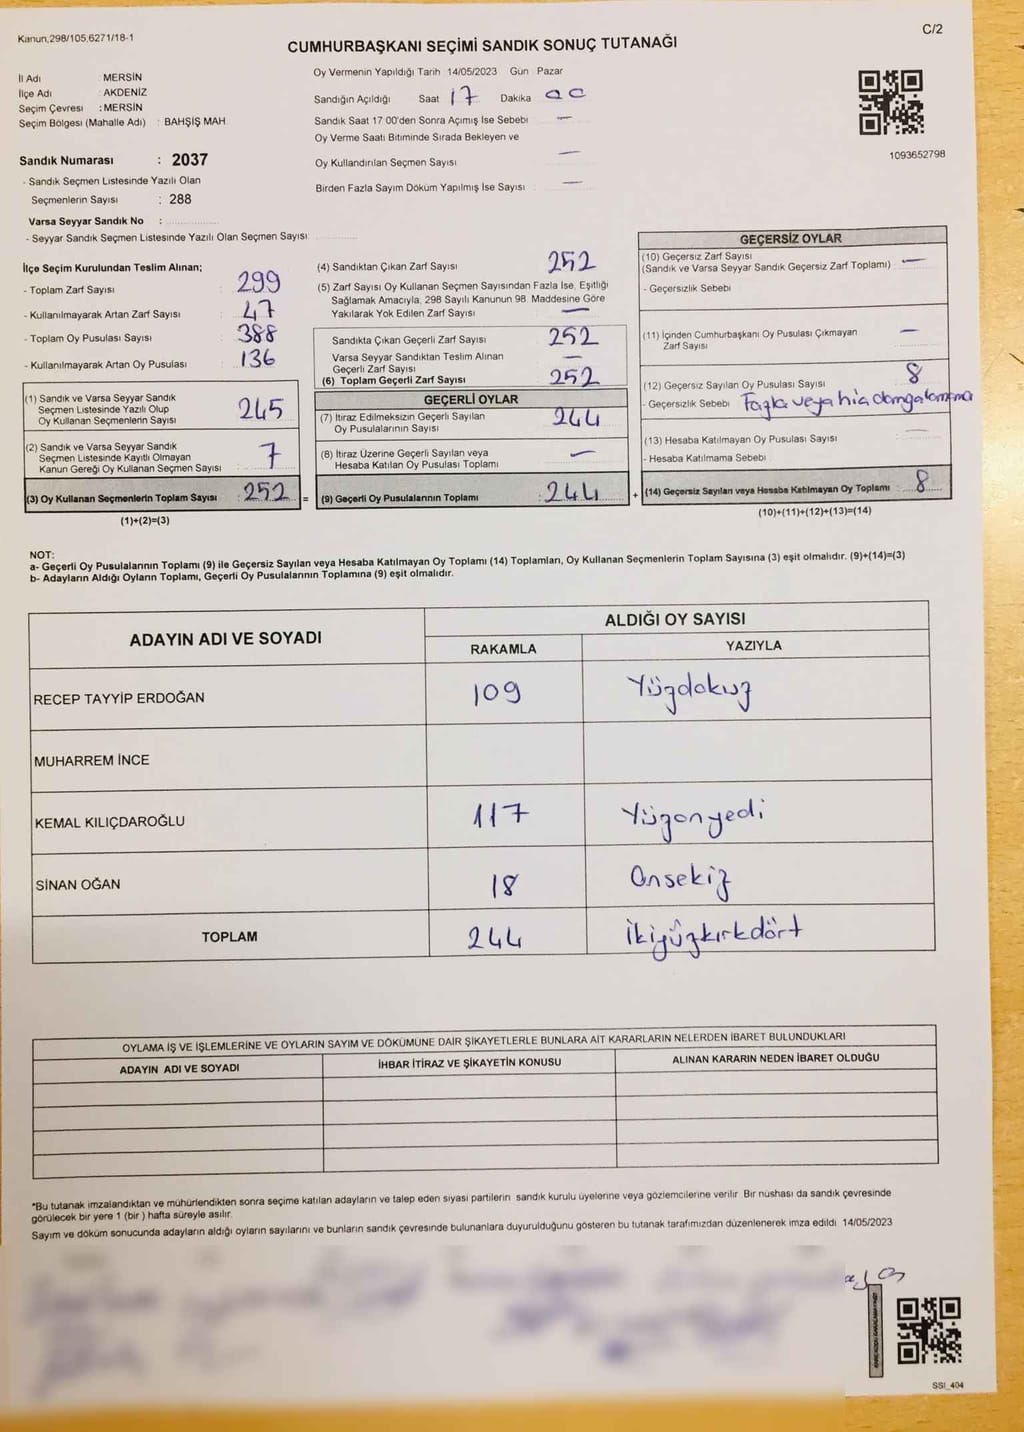 Kanun,298/105,6271/18-1
C/2
CUMHURBAŞKANI SEÇİMİ SANDIK SONUÇ TUTANAĞI
İl Adı : MERSİN
İlçe Adı : AKDENİZ
Seçim Çevresi : MERSİN
Seçim Bölgesi (Mahalle Adı) : BAHŞİŞ MAH
Sandık Numarası : 2037
- Sandık Seçmen Listesinde Yazılı Olan
Seçmenlerin Sayısı : 288
Varsa Seyyar Sandık No :
- Seyyar Sandık Seçmen Listesinde Yazılı Olan Seçmen Sayısı:
Oy Vermenin Yapıldığı Tarih 14/05/2023 Gün Pazar
Sandığın Açıldığı Saat 17 Dakika 00
Sandık Saat 17:00'den Sonra Açımış İse Sebebi —
Oy Verme Saati Bitiminde Sırada Bekleyen ve
Oy Kullandırılan Seçmen Sayısı —
Birden Fazla Sayım Döküm Yapılmış İse Sayısı —
1093652798
İlçe Seçim Kurulundan Teslim Alınan;
- Toplam Zarf Sayısı : 299
- Kullanılmayarak Artan Zarf Sayısı : 47
- Toplam Oy Pusulası Sayısı : 388
- Kullanılmayarak Artan Oy Pusulası : 136
(1) Sandık ve Varsa Seyyar Sandık
Seçmen Listesinde Yazılı Olup
Oy Kullanan Seçmenlerin Sayısı : 245
(2) Sandık ve Varsa Seyyar Sandık
Seçmen Listesinde Kayıtlı Olmayan
Kanun Gereği Oy Kullanan Seçmen Sayısı : 7
(3) Oy Kullanan Seçmenlerin Toplam Sayısı : 252 =
(1)+(2)=(3)
(4) Sandıktan Çıkan Zarf Sayısı : 252
(5) Zarf Sayısı Oy Kullanan Seçmen Sayısından Fazla İse, Eşitliği
Sağlamak Amacıyla, 298 Sayılı Kanunun 98. Maddesine Göre
Yakılarak Yok Edilen Zarf Sayısı : —
Sandıkta Çıkan Geçerli Zarf Sayısı : 252
Varsa Seyyar Sandıktan Teslim Alınan
Geçerli Zarf Sayısı : —
(6) Toplam Geçerli Zarf Sayısı : 252
GEÇERLİ OYLAR
(7) İtiraz Edilmeksizin Geçerli Sayılan
Oy Pusulalarının Sayısı : 244
(8) İtiraz Üzerine Geçerli Sayılan veya
Hesaba Katılan Oy Pusulası Toplamı : —
(9) Geçerli Oy Pusulalarının Toplamı : 244 +
GEÇERSİZ OYLAR
(10) Geçersiz Zarf Sayısı
(Sandık ve Varsa Seyyar Sandık Geçersiz Zarf Toplamı) —
- Geçersizlik Sebebi
(11) İçinden Cumhurbaşkanı Oy Pusulası Çıkmayan
Zarf Sayısı —
(12) Geçersiz Sayılan Oy Pusulası Sayısı 8
- Geçersizlik Sebebi Fazla veya hiç damgalanmama
(13) Hesaba Katılmayan Oy Pusulası Sayısı —
- Hesaba Katılmama Sebebi
(14) Geçersiz Sayılan veya Hesaba Katılmayan Oy Toplamı : 8
(10)+(11)+(12)+(13)=(14)
NOT:
a- Geçerli Oy Pusulalarının Toplamı (9) ile Geçersiz Sayılan veya Hesaba Katılmayan Oy Toplamı (14) Toplamları, Oy Kullanan Seçmenlerin Toplam Sayısına (3) eşit olmalıdır. (9)+(14)=(3)
b- Adayların Aldığı Oyların Toplamı, Geçerli Oy Pusulalarının Toplamına (9) eşit olmalıdır.
ADAYIN ADI VE SOYADI
ALDIĞI OY SAYISI
RAKAMLA YAZIYLA
RECEP TAYYİP ERDOĞAN 109 Yüzdokuz
MUHARREM İNCE
KEMAL KILIÇDAROĞLU 117 Yüzonyedi
SİNAN OĞAN 18 Onsekiz
TOPLAM 244 İkiyüzkırkdört
OYLAMA İŞ VE İŞLEMLERİNE VE OYLARIN SAYIM VE DÖKÜMÜNE DAİR ŞİKAYETLERLE BUNLARA AİT KARARLARIN NELERDEN İBARET BULUNDUKLARI
ADAYIN ADI VE SOYADI İHBAR İTİRAZ VE ŞİKAYETİN KONUSU ALINAN KARARIN NEDEN İBARET OLDUĞU
*Bu tutanak imzalandıktan ve mühürlendikten sonra seçime katılan adayların ve talep eden siyasi partilerin sandık kurulu üyelerine veya gözlemcilerine verilir. Bir nüshası da sandık çevresinde
görülecek bir yere 1 (bir) hafta süreyle asılır.
Sayım ve döküm sonucunda adayların aldığı oyların sayılarını ve bunların sandık çevresinde bulunanlara duyurulduğunu gösteren bu tutanak tarafımızdan düzenlenerek imza edildi 14/05/2023
SSI_404